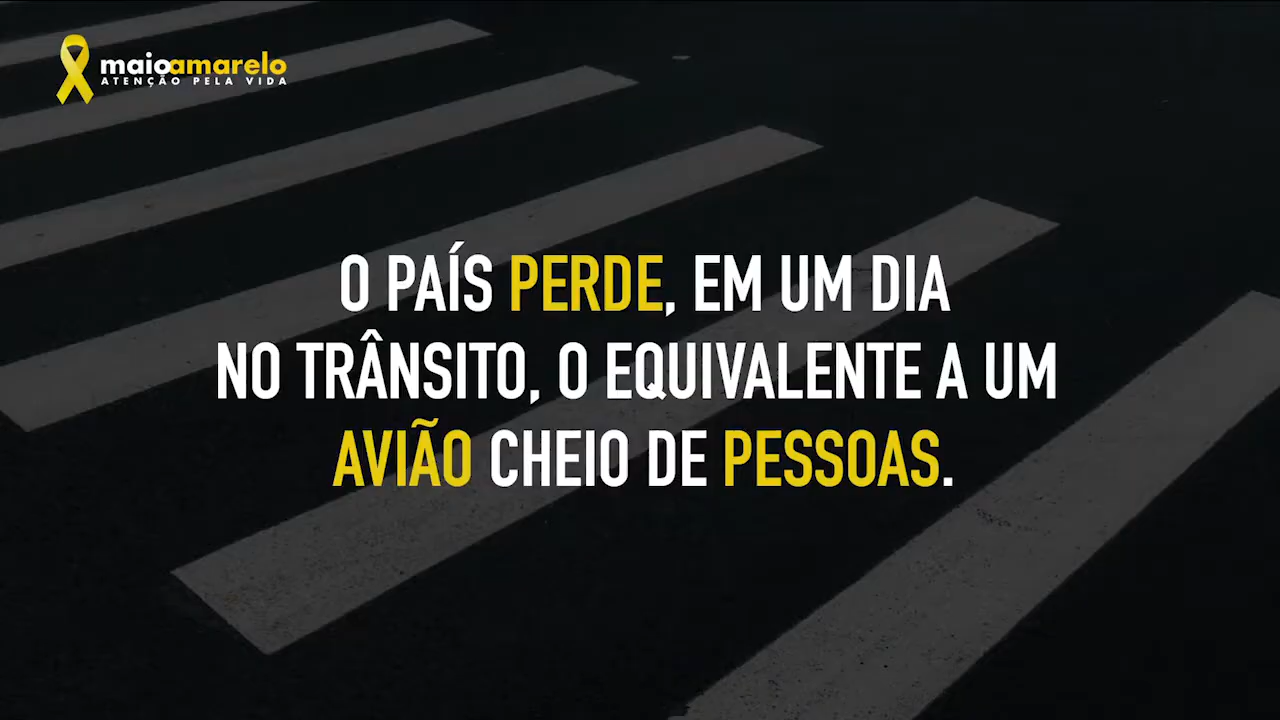 maioamarelo
ATENÇÃO PELA VIDA
O PAÍS PERDE, EM UM DIA
NO TRÂNSITO, O EQUIVALENTE A UM
AVIÃO CHEIO DE PESSOAS.